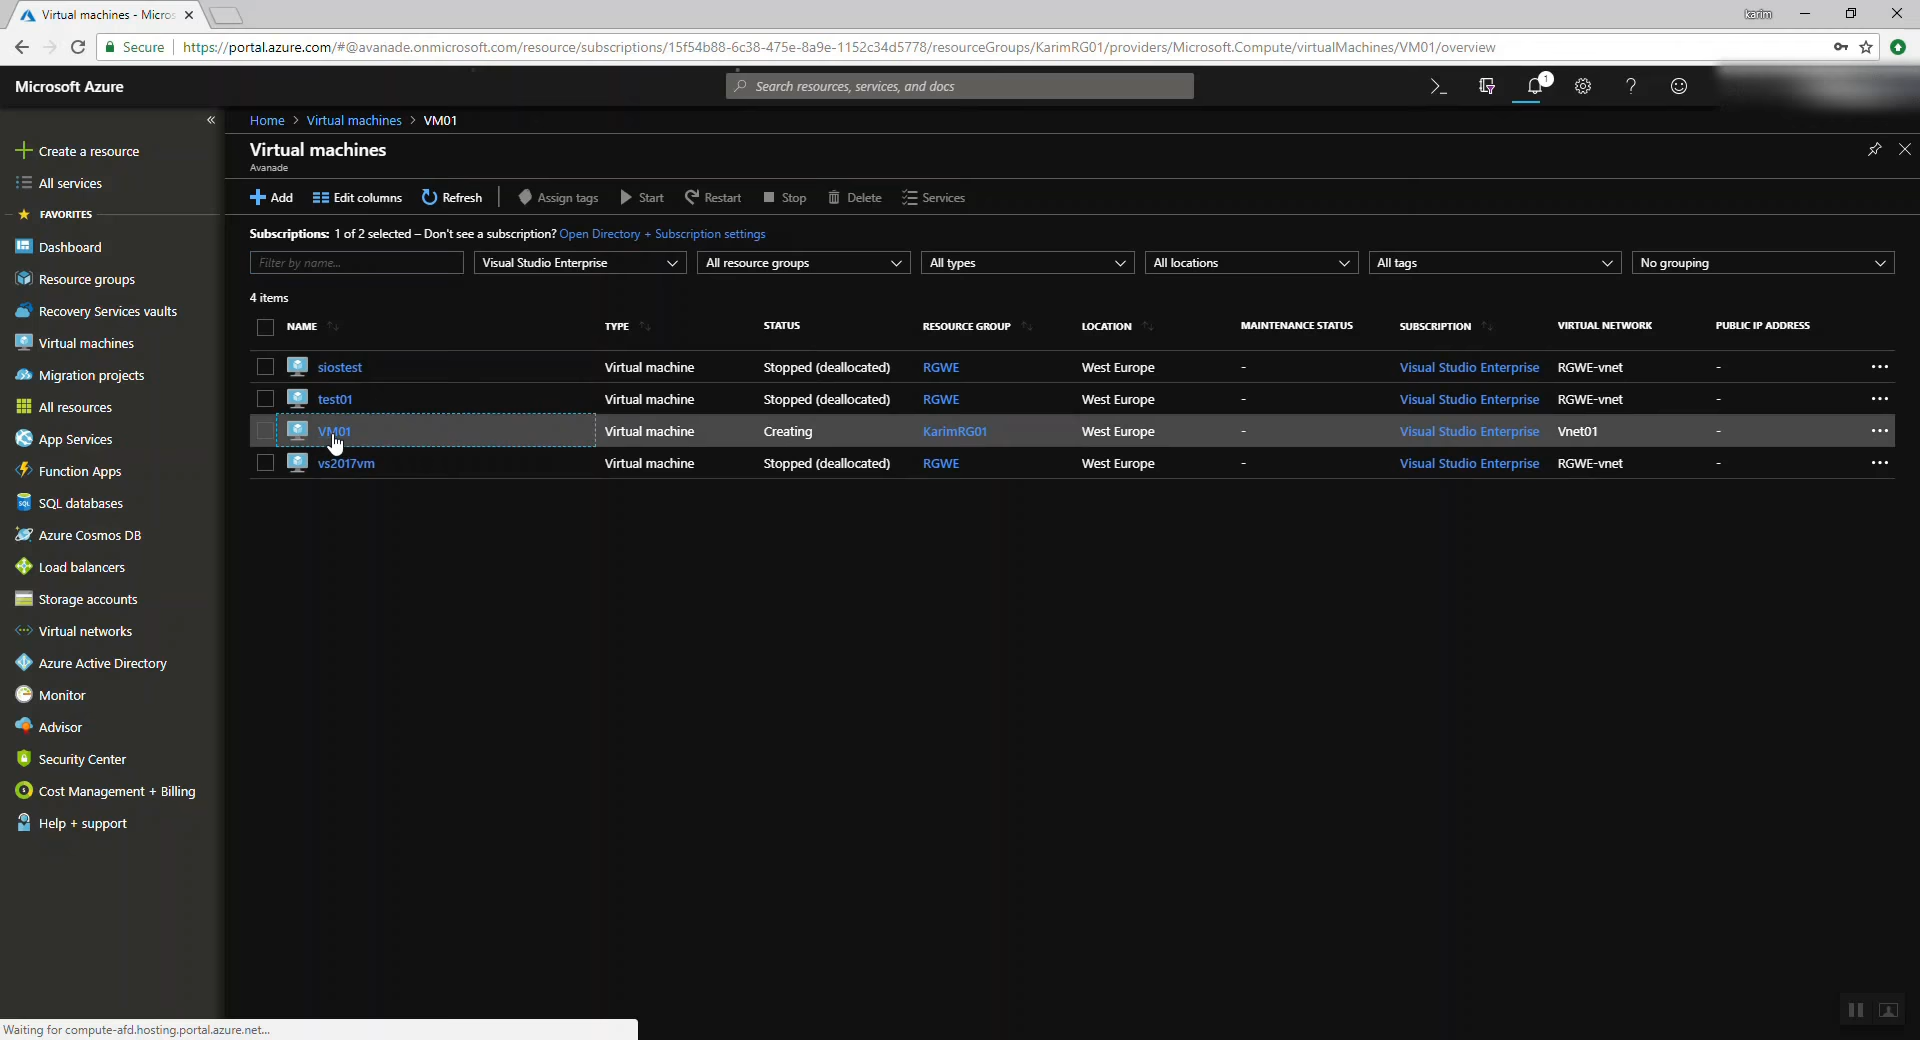 Virtual machines - Micros
karim
Secure
https://portal.azure.com/#@avanade.onmicrosoft.com/resource/subscriptions/15f54b88-6c38-475e-8a9e-1152c34d5778/resourceGroups/KarimRG01/providers/Microsoft.Compute/virtualMachines/VM01/overview
Microsoft Azure
Search resources, services, and docs
1
Home > Virtual machines > VM01
Virtual machines
Avanade
Add Edit columns Refresh Assign tags Start Restart Stop Delete Services
Subscriptions: 1 of 2 selected – Don't see a subscription? Open Directory + Subscription settings
Filter by name... Visual Studio Enterprise All resource groups All types All locations All tags No grouping
4 items
NAME TYPE STATUS RESOURCE GROUP LOCATION MAINTENANCE STATUS SUBSCRIPTION VIRTUAL NETWORK PUBLIC IP ADDRESS
siostest Virtual machine Stopped (deallocated) RGWE West Europe - Visual Studio Enterprise RGWE-vnet -
test01 Virtual machine Stopped (deallocated) RGWE West Europe - Visual Studio Enterprise RGWE-vnet -
VM01 Virtual machine Creating KarimRG01 West Europe - Visual Studio Enterprise Vnet01 -
vs2017vm Virtual machine Stopped (deallocated) RGWE West Europe - Visual Studio Enterprise RGWE-vnet -
Create a resource
All services
FAVORITES
Dashboard
Resource groups
Recovery Services vaults
Virtual machines
Migration projects
All resources
App Services
Function Apps
SQL databases
Azure Cosmos DB
Load balancers
Storage accounts
Virtual networks
Azure Active Directory
Monitor
Advisor
Security Center
Cost Management + Billing
Help + support
Waiting for compute-afd.hosting.portal.azure.net...